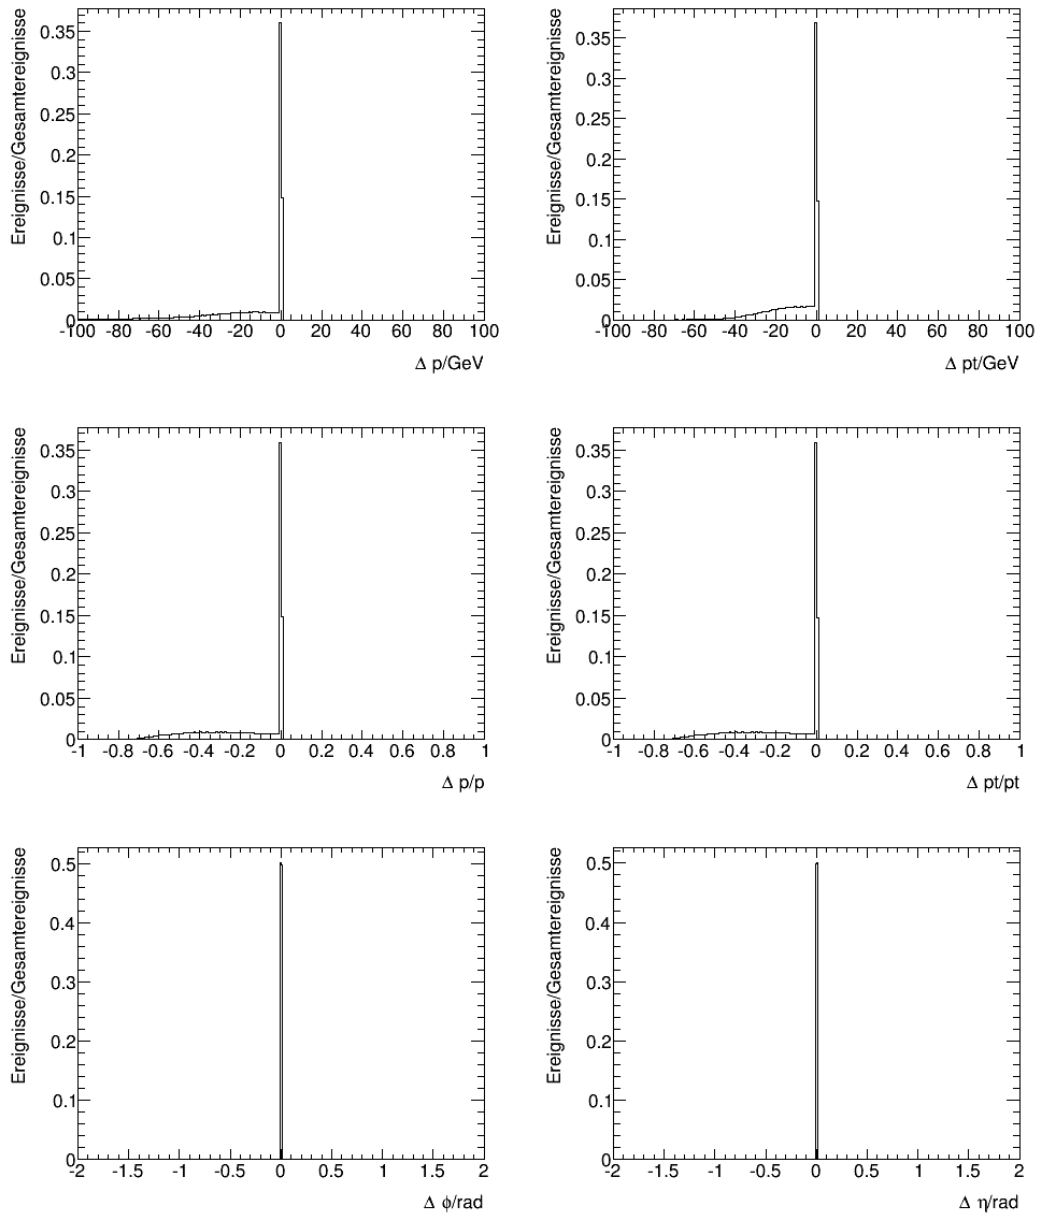 Ereignisse/Gesamtereignisse
0.35
0.3
0.25
0.2
0.15
0.1
0.05
0
-100 -80 -60 -40 -20 0 20 40 60 80 100
Δ p/GeV
Ereignisse/Gesamtereignisse
0.35
0.3
0.25
0.2
0.15
0.1
0.05
0
-100 -80 -60 -40 -20 0 20 40 60 80 100
Δ pt/GeV
Ereignisse/Gesamtereignisse
0.35
0.3
0.25
0.2
0.15
0.1
0.05
0
-1 -0.8 -0.6 -0.4 -0.2 0 0.2 0.4 0.6 0.8 1
Δ p/p
Ereignisse/Gesamtereignisse
0.35
0.3
0.25
0.2
0.15
0.1
0.05
0
-1 -0.8 -0.6 -0.4 -0.2 0 0.2 0.4 0.6 0.8 1
Δ pt/pt
Ereignisse/Gesamtereignisse
0.5
0.4
0.3
0.2
0.1
0
-2 -1.5 -1 -0.5 0 0.5 1 1.5 2
Δ ϕ/rad
Ereignisse/Gesamtereignisse
0.5
0.4
0.3
0.2
0.1
0
-2 -1.5 -1 -0.5 0 0.5 1 1.5 2
Δ η/rad